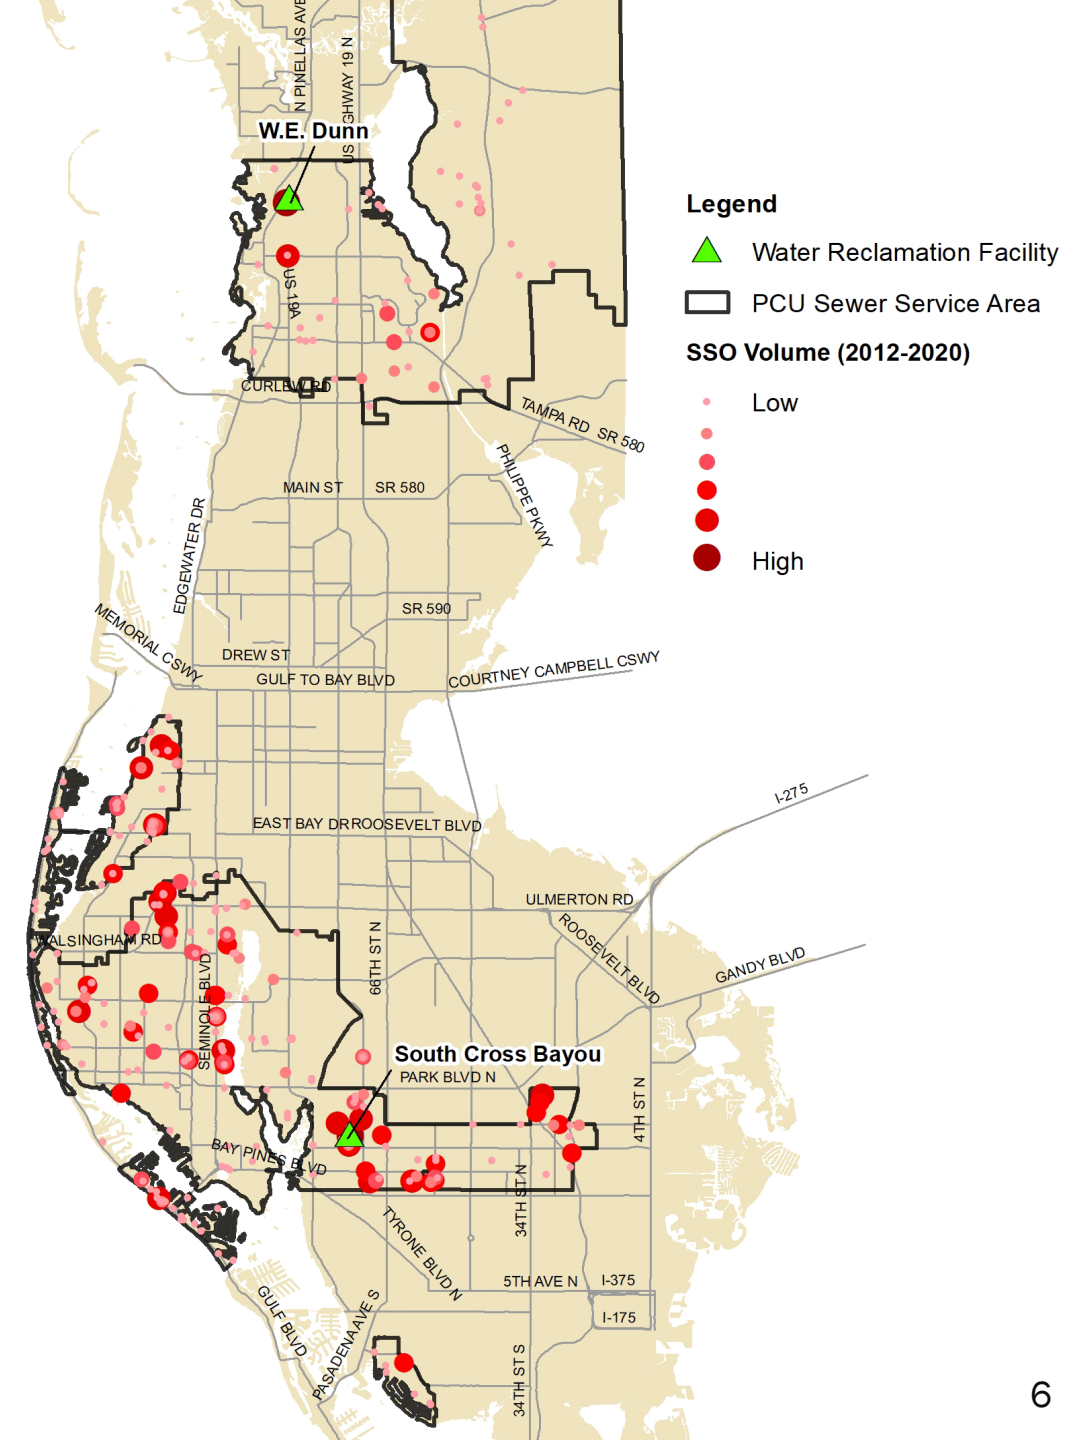 N PINELLAS AVE
US HIGHWAY 19 N
W.E. Dunn
US 19A
CURLEW RD
TAMPA RD SR 580
PHILIPPE PKWY
MAIN ST SR 580
EDGEWATER DR
SR 590
MEMORIAL CSWY
DREW ST
GULF TO BAY BLVD
COURTNEY CAMPBELL CSWY
I-275
EAST BAY DR
ROOSEVELT BLVD
ULMERTON RD
ROOSEVELT BLVD
WALSINGHAM RD
66TH ST N
GANDY BLVD
SEMINOLE BLVD
South Cross Bayou
PARK BLVD N
4TH ST N
BAY PINES BLVD
34TH ST N
TYRONE BLVD N
5TH AVE N
I-375
I-175
GULF BLVD
PASADENA AVE S
34TH ST S
Legend
Water Reclamation Facility
PCU Sewer Service Area
SSO Volume (2012-2020)
Low
High
6